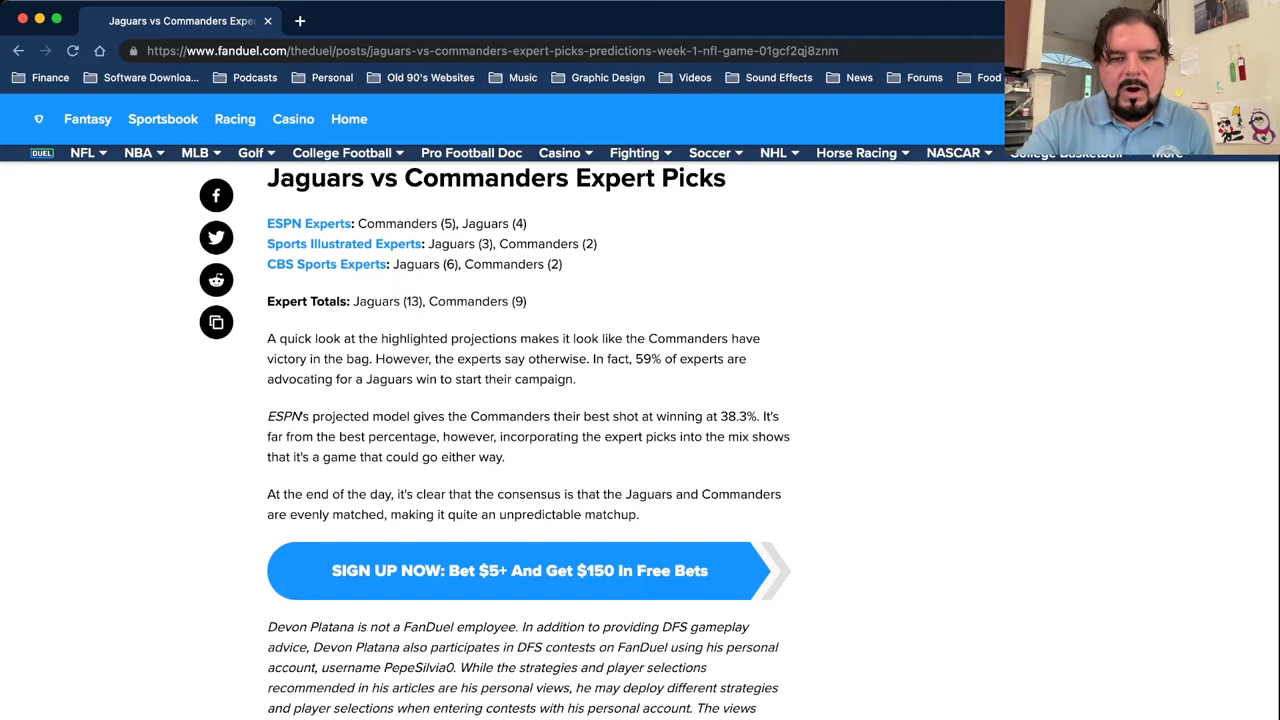 Jaguars vs Commanders Exper
https://www.fanduel.com/theduel/posts/jaguars-vs-commanders-expert-picks-predictions-week-1-nfl-game-01gcf2qj8znm
Finance Software Downloa... Podcasts Personal Old 90's Websites Music Graphic Design Videos Sound Effects News Forums Food
Fantasy Sportsbook Racing Casino Home
DUEL NFL NBA MLB Golf College Football Pro Football Doc Casino Fighting Soccer NHL Horse Racing NASCAR College Basketball More
Jaguars vs Commanders Expert Picks
ESPN Experts: Commanders (5), Jaguars (4)
Sports Illustrated Experts: Jaguars (3), Commanders (2)
CBS Sports Experts: Jaguars (6), Commanders (2)
Expert Totals: Jaguars (13), Commanders (9)
A quick look at the highlighted projections makes it look like the Commanders have
victory in the bag. However, the experts say otherwise. In fact, 59% of experts are
advocating for a Jaguars win to start their campaign.
ESPN's projected model gives the Commanders their best shot at winning at 38.3%. It's
far from the best percentage, however, incorporating the expert picks into the mix shows
that it's a game that could go either way.
At the end of the day, it's clear that the consensus is that the Jaguars and Commanders
are evenly matched, making it quite an unpredictable matchup.
SIGN UP NOW: Bet $5+ And Get $150 In Free Bets
Devon Platana is not a FanDuel employee. In addition to providing DFS gameplay
advice, Devon Platana also participates in DFS contests on FanDuel using his personal
account, username PepeSilvia0. While the strategies and player selections
recommended in his articles are his personal views, he may deploy different strategies
and player selections when entering contests with his personal account. The views